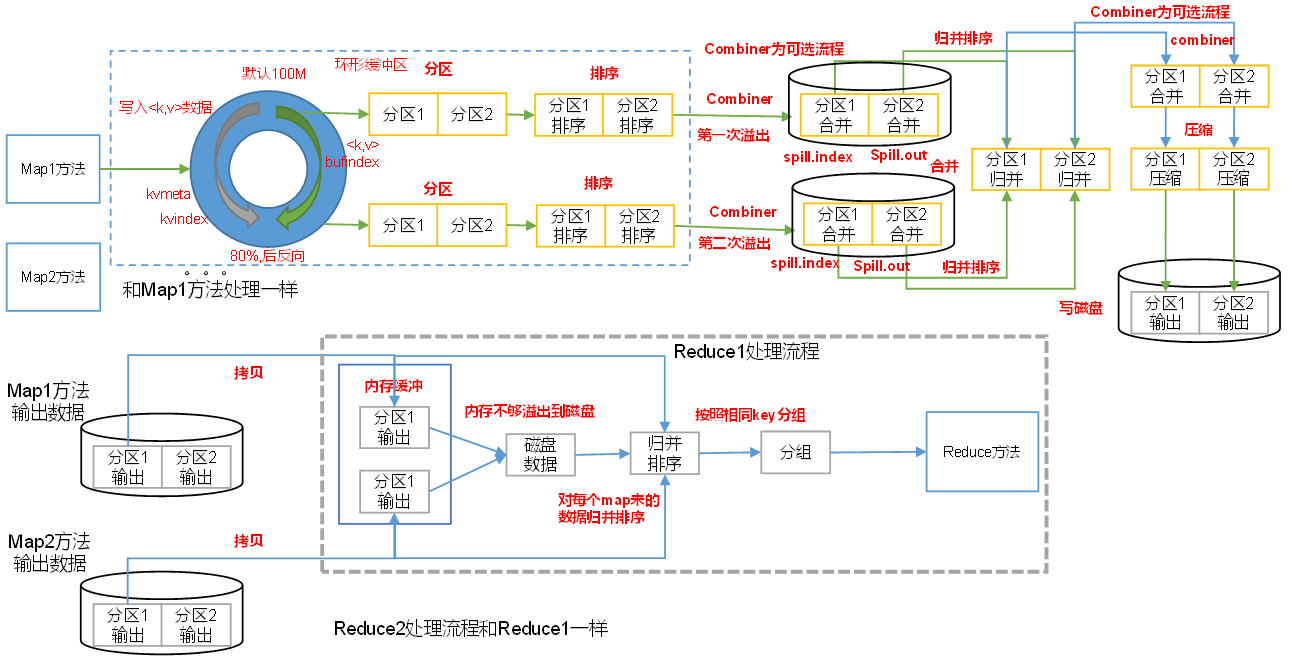 Combiner为可选流程
Combiner为可选流程
归并排序
combiner
默认100M
环形缓冲区
分区
排序
写入<k,v>数据
分区1
分区2
分区1
排序
分区2
排序
Combiner
第一次溢出
分区1
合并
分区2
合并
分区1
合并
分区2
合并
压缩
<k,v>
bufindex
Map1方法
kvmeta
kvindex
spill.index
Spill.out
合并
分区1
归并
分区2
归并
分区1
压缩
分区2
压缩
分区
排序
分区1
分区2
分区1
排序
分区2
排序
Combiner
第二次溢出
分区1
合并
分区2
合并
spill.index
Spill.out
归并排序
80%,后反向
Map2方法
。。。
和Map1方法处理一样
写磁盘
分区1
输出
分区2
输出
Reduce1处理流程
拷贝
Map1方法
输出数据
分区1
输出
分区2
输出
内存缓冲
分区1
输出
分区1
输出
内存不够溢出到磁盘
磁盘
数据
归并
排序
按照相同key分组
分组
Reduce方法
对每个map来的
数据归并排序
拷贝
Map2方法
输出数据
分区1
输出
分区2
输出
Reduce2处理流程和Reduce1一样